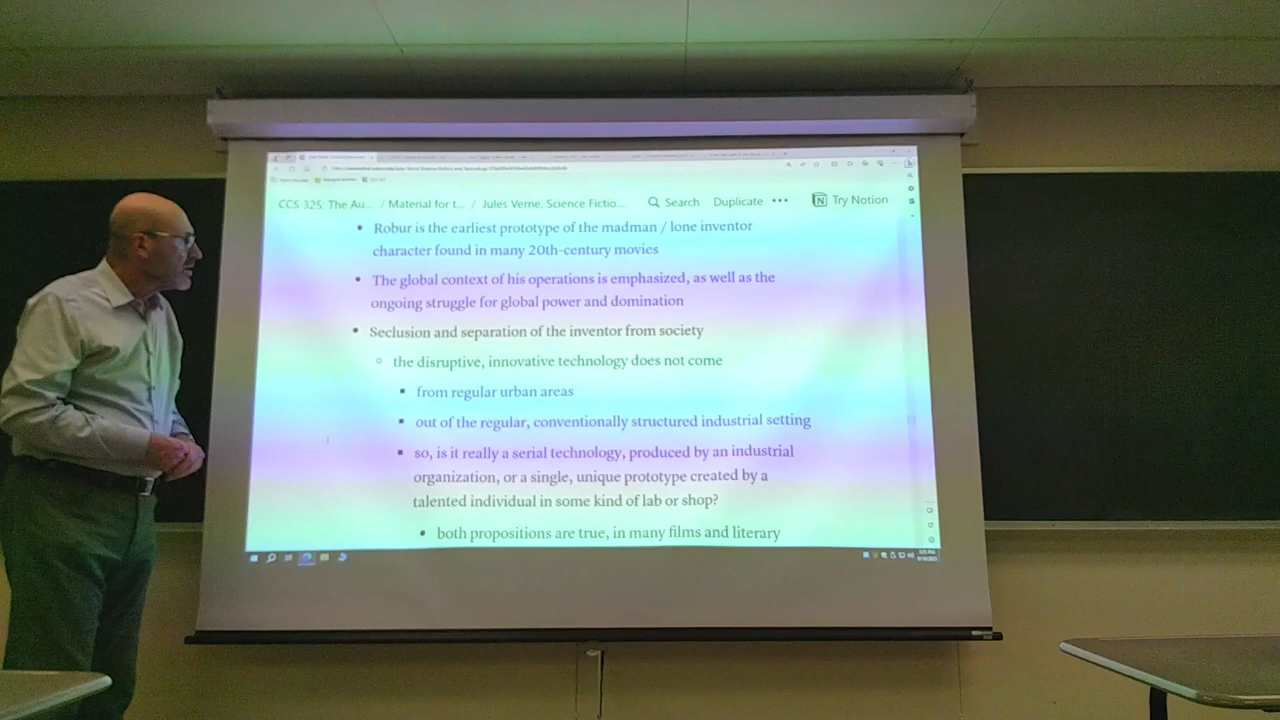 CCS 325: The Au... / Material for t... / Jules Verne, Science Fictio... Search Duplicate ••• Try Notion
• Robur is the earliest prototype of the madman / lone inventor
character found in many 20th-century movies
• The global context of his operations is emphasized, as well as the
ongoing struggle for global power and domination
• Seclusion and separation of the inventor from society
◦ the disruptive, innovative technology does not come
▪ from regular urban areas
▪ out of the regular, conventionally structured industrial setting
▪ so, is it really a serial technology, produced by an industrial
organization, or a single, unique prototype created by a
talented individual in some kind of lab or shop?
• both propositions are true, in many films and literary